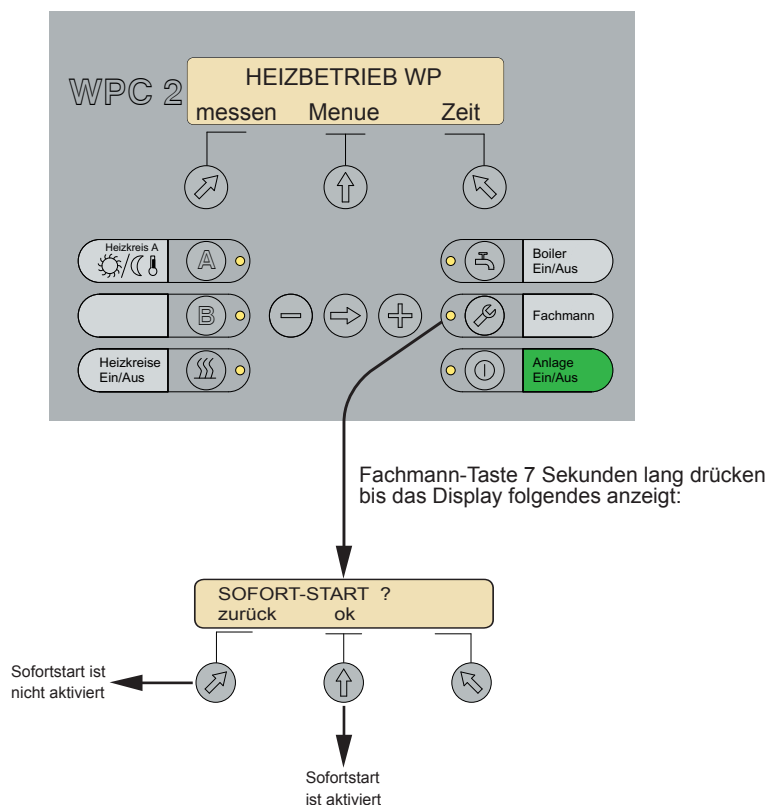 WPC 2
HEIZBETRIEB WP
messen Menue Zeit
Heizkreis A
A
Boiler
Ein/Aus
B
Fachmann
Heizkreise
Ein/Aus
Anlage
Ein/Aus
Fachmann-Taste 7 Sekunden lang drücken
bis das Display folgendes anzeigt:
SOFORT-START ?
zurück ok
Sofortstart ist
nicht aktiviert
Sofortstart
ist aktiviert